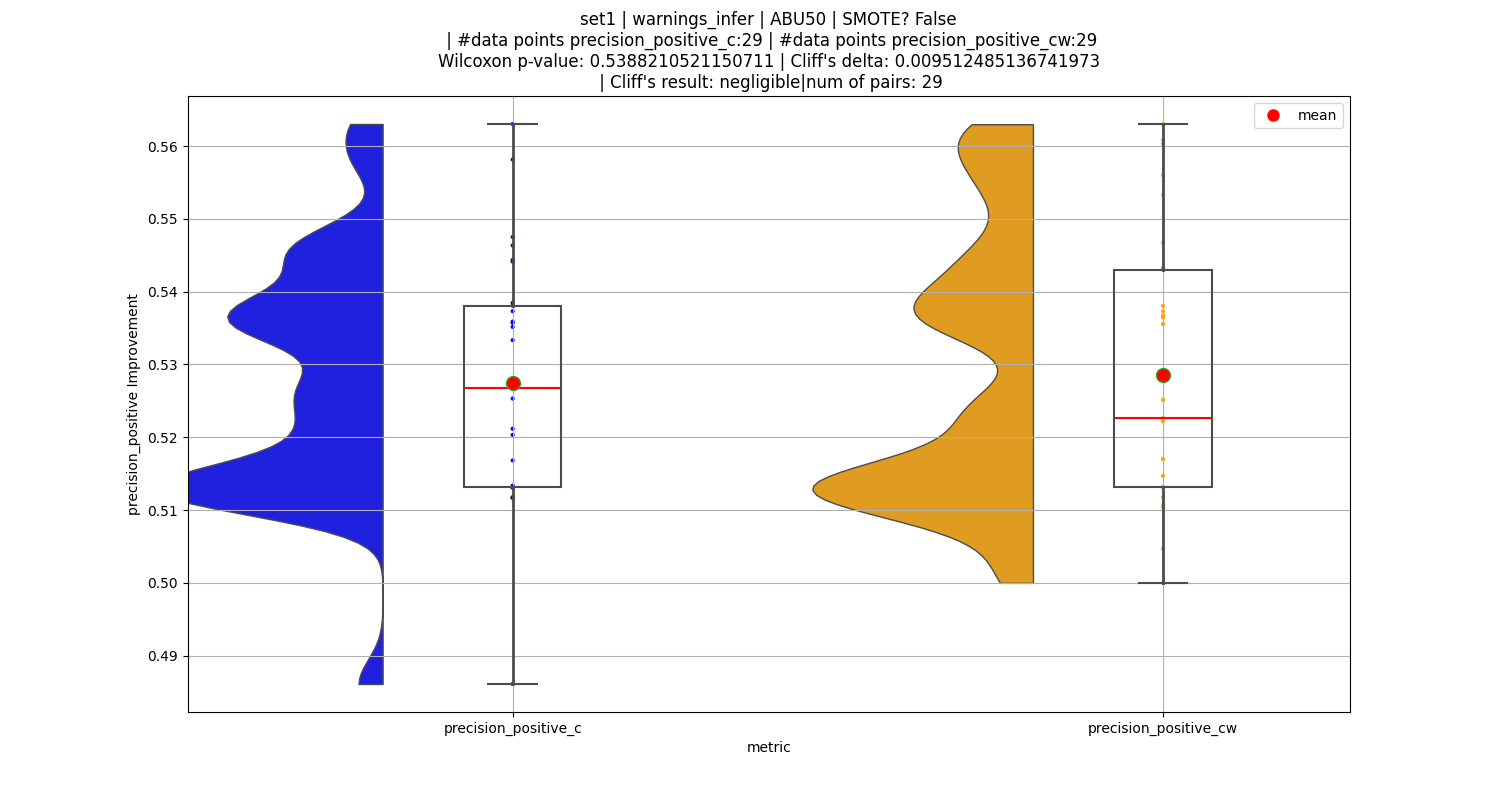 set1 | warnings_infer | ABU50 | SMOTE? False
| #data points precision_positive_c:29 | #data points precision_positive_cw:29
Wilcoxon p-value: 0.5388210521150711 | Cliff's delta: 0.009512485136741973
| Cliff's result: negligible|num of pairs: 29
mean
0.56
0.55
0.54
0.53
0.52
0.51
0.50
0.49
precision_positive Improvement
precision_positive_c
precision_positive_cw
metric